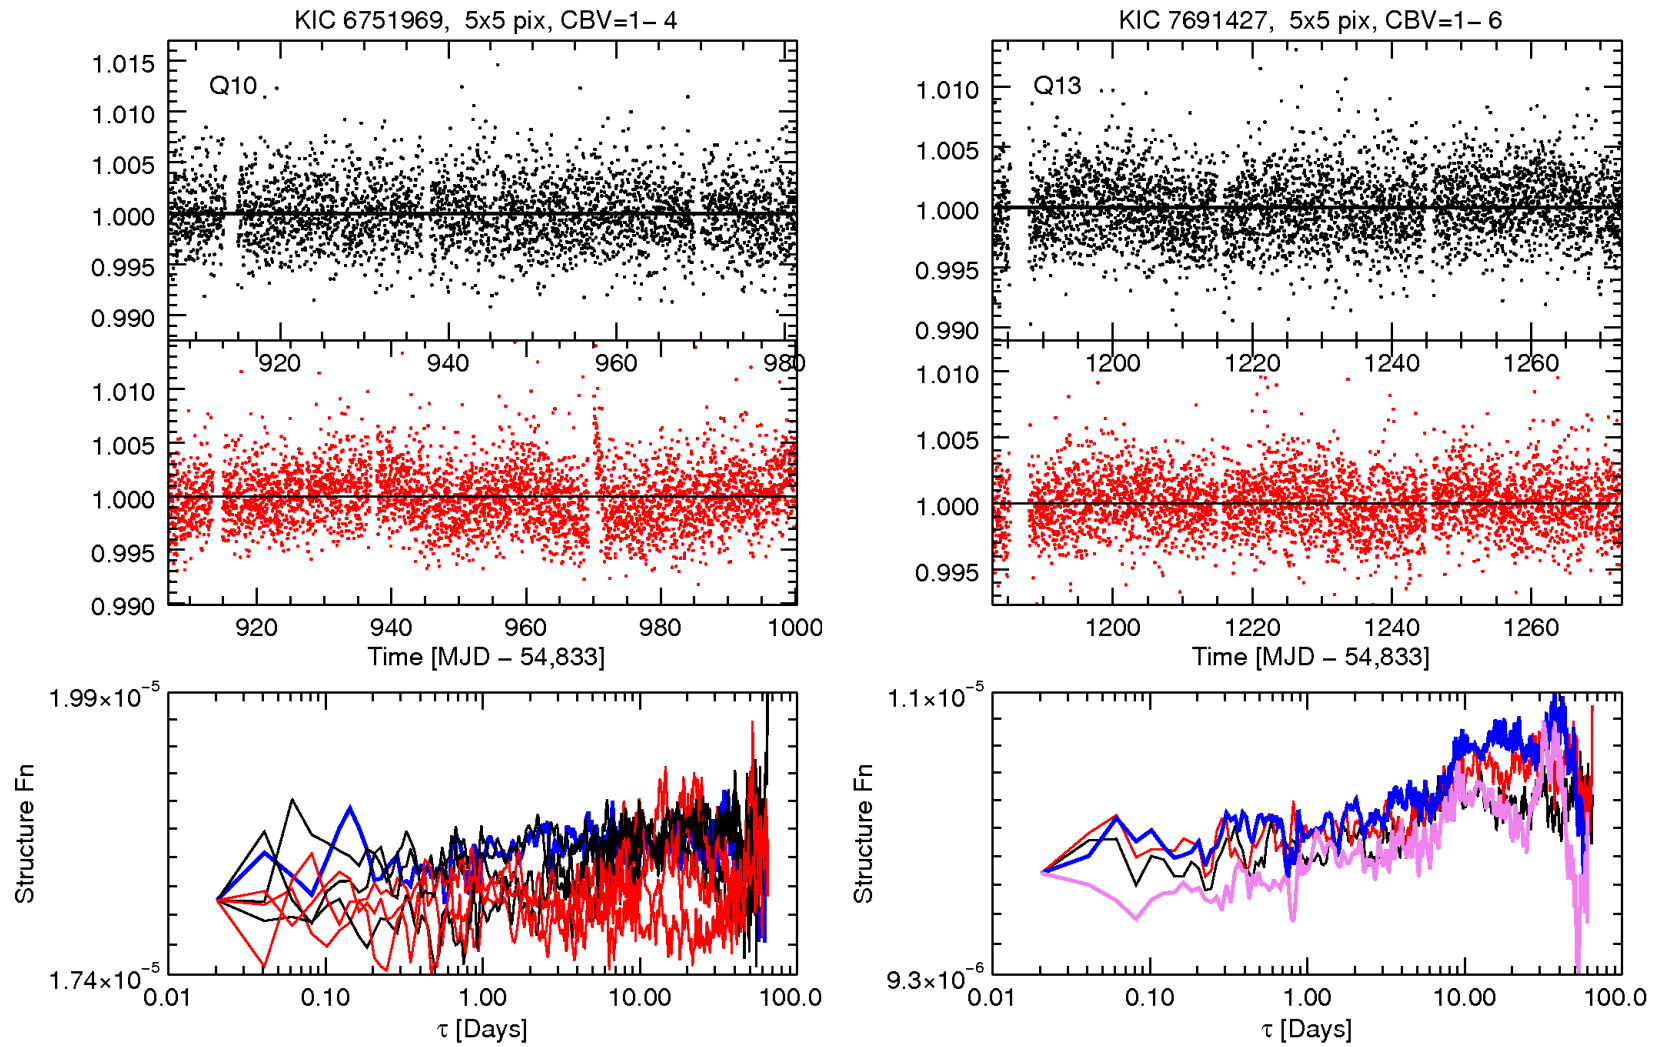 KIC 6751969, 5x5 pix, CBV=1− 4
Q10
1.015
1.010
1.005
1.000
0.995
0.990
920 940 960 980
1.010
1.005
1.000
0.995
0.990
920 940 960 980 1000
Time [MJD − 54,833]
1.99×10⁻⁵
Structure Fn
1.74×10⁻⁵
0.01 0.10 1.00 10.00 100.0
τ [Days]
KIC 7691427, 5x5 pix, CBV=1− 6
Q13
1.010
1.005
1.000
0.995
0.990
1200 1220 1240 1260
1.010
1.005
1.000
0.995
1200 1220 1240 1260
Time [MJD − 54,833]
1.1×10⁻⁵
Structure Fn
9.3×10⁻⁶
0.01 0.10 1.00 10.00 100.0
τ [Days]